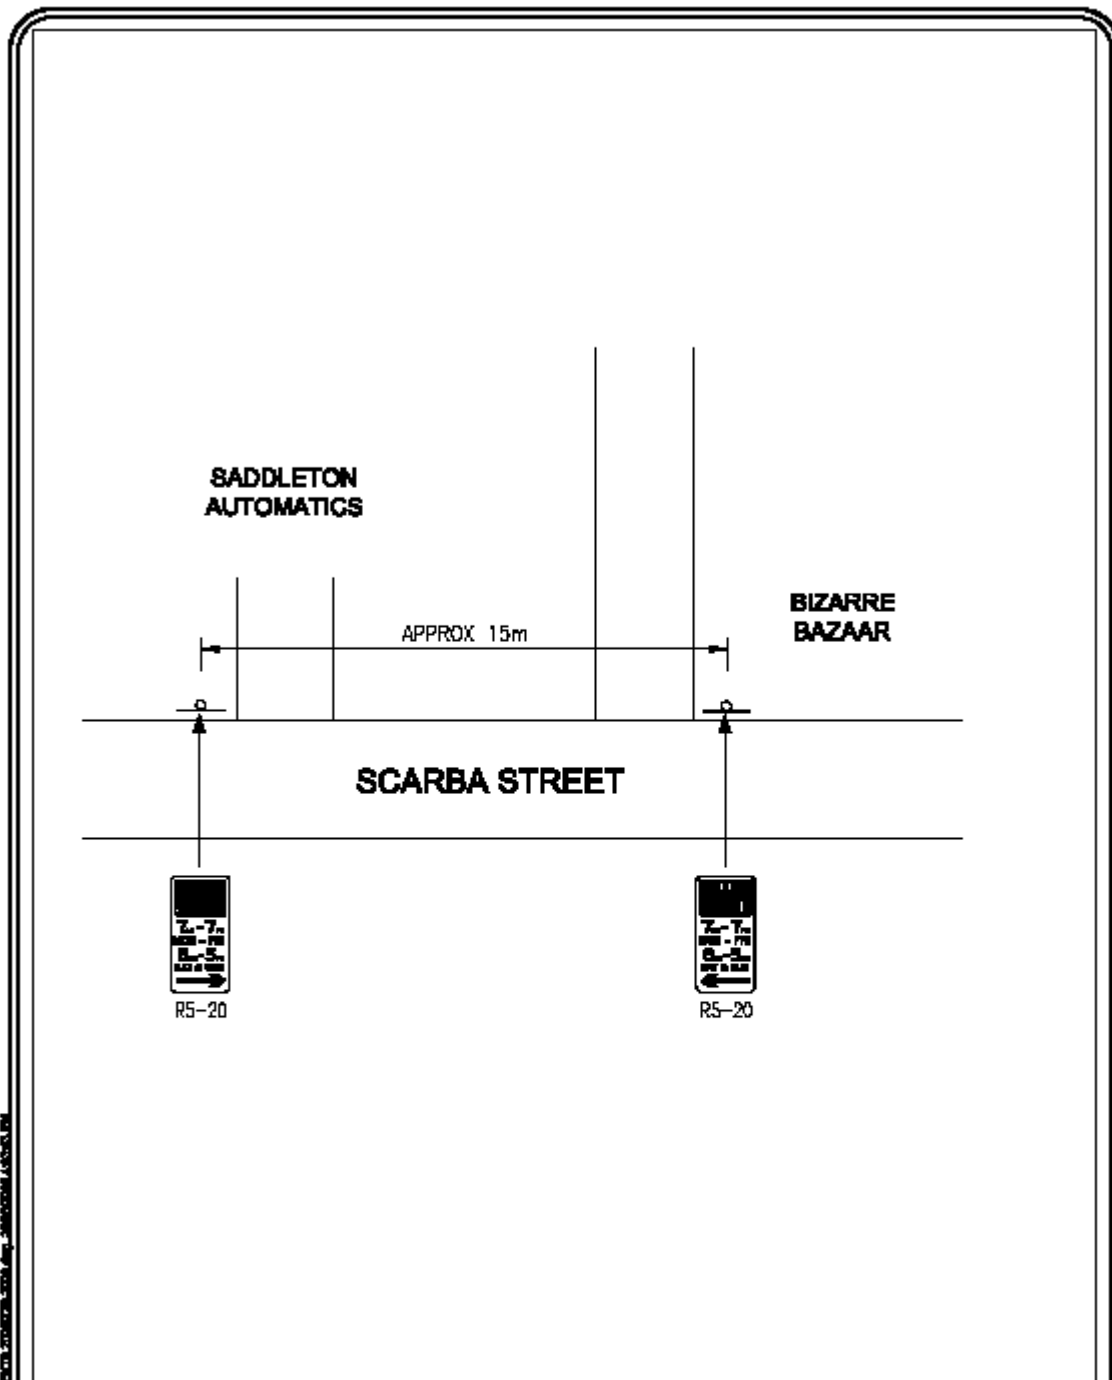 SADDLETON
AUTOMATICS
BIZARRE
BAZAAR
APPROX 15m
SCARBA STREET
R5-20
R5-20